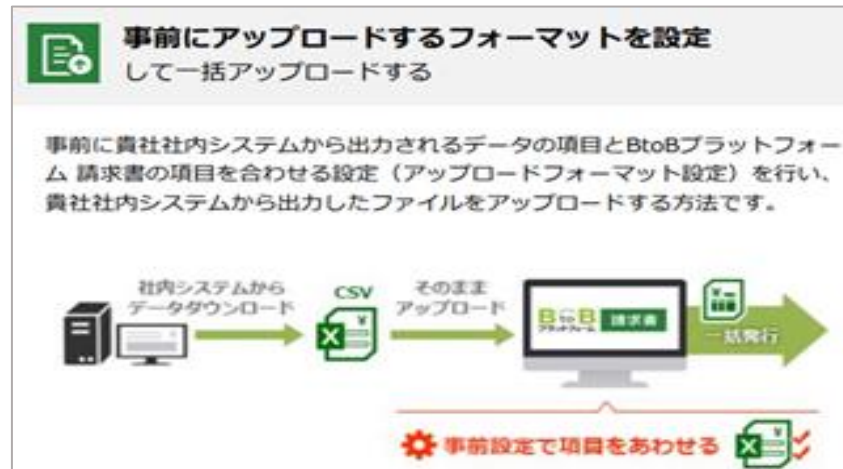 事前にアップロードするフォーマットを設定
して一括アップロードする
事前に貴社社内システムから出力されるデータの項目とBtoBプラットフォー
ム 請求書の項目を合わせる設定（アップロードフォーマット設定）を行い、
貴社社内システムから出力したファイルをアップロードする方法です。
社内システムから
データダウンロード
CSV
そのまま
アップロード
BtoB
プラットフォーム
請求書
一括発行
事前設定で項目をあわせる